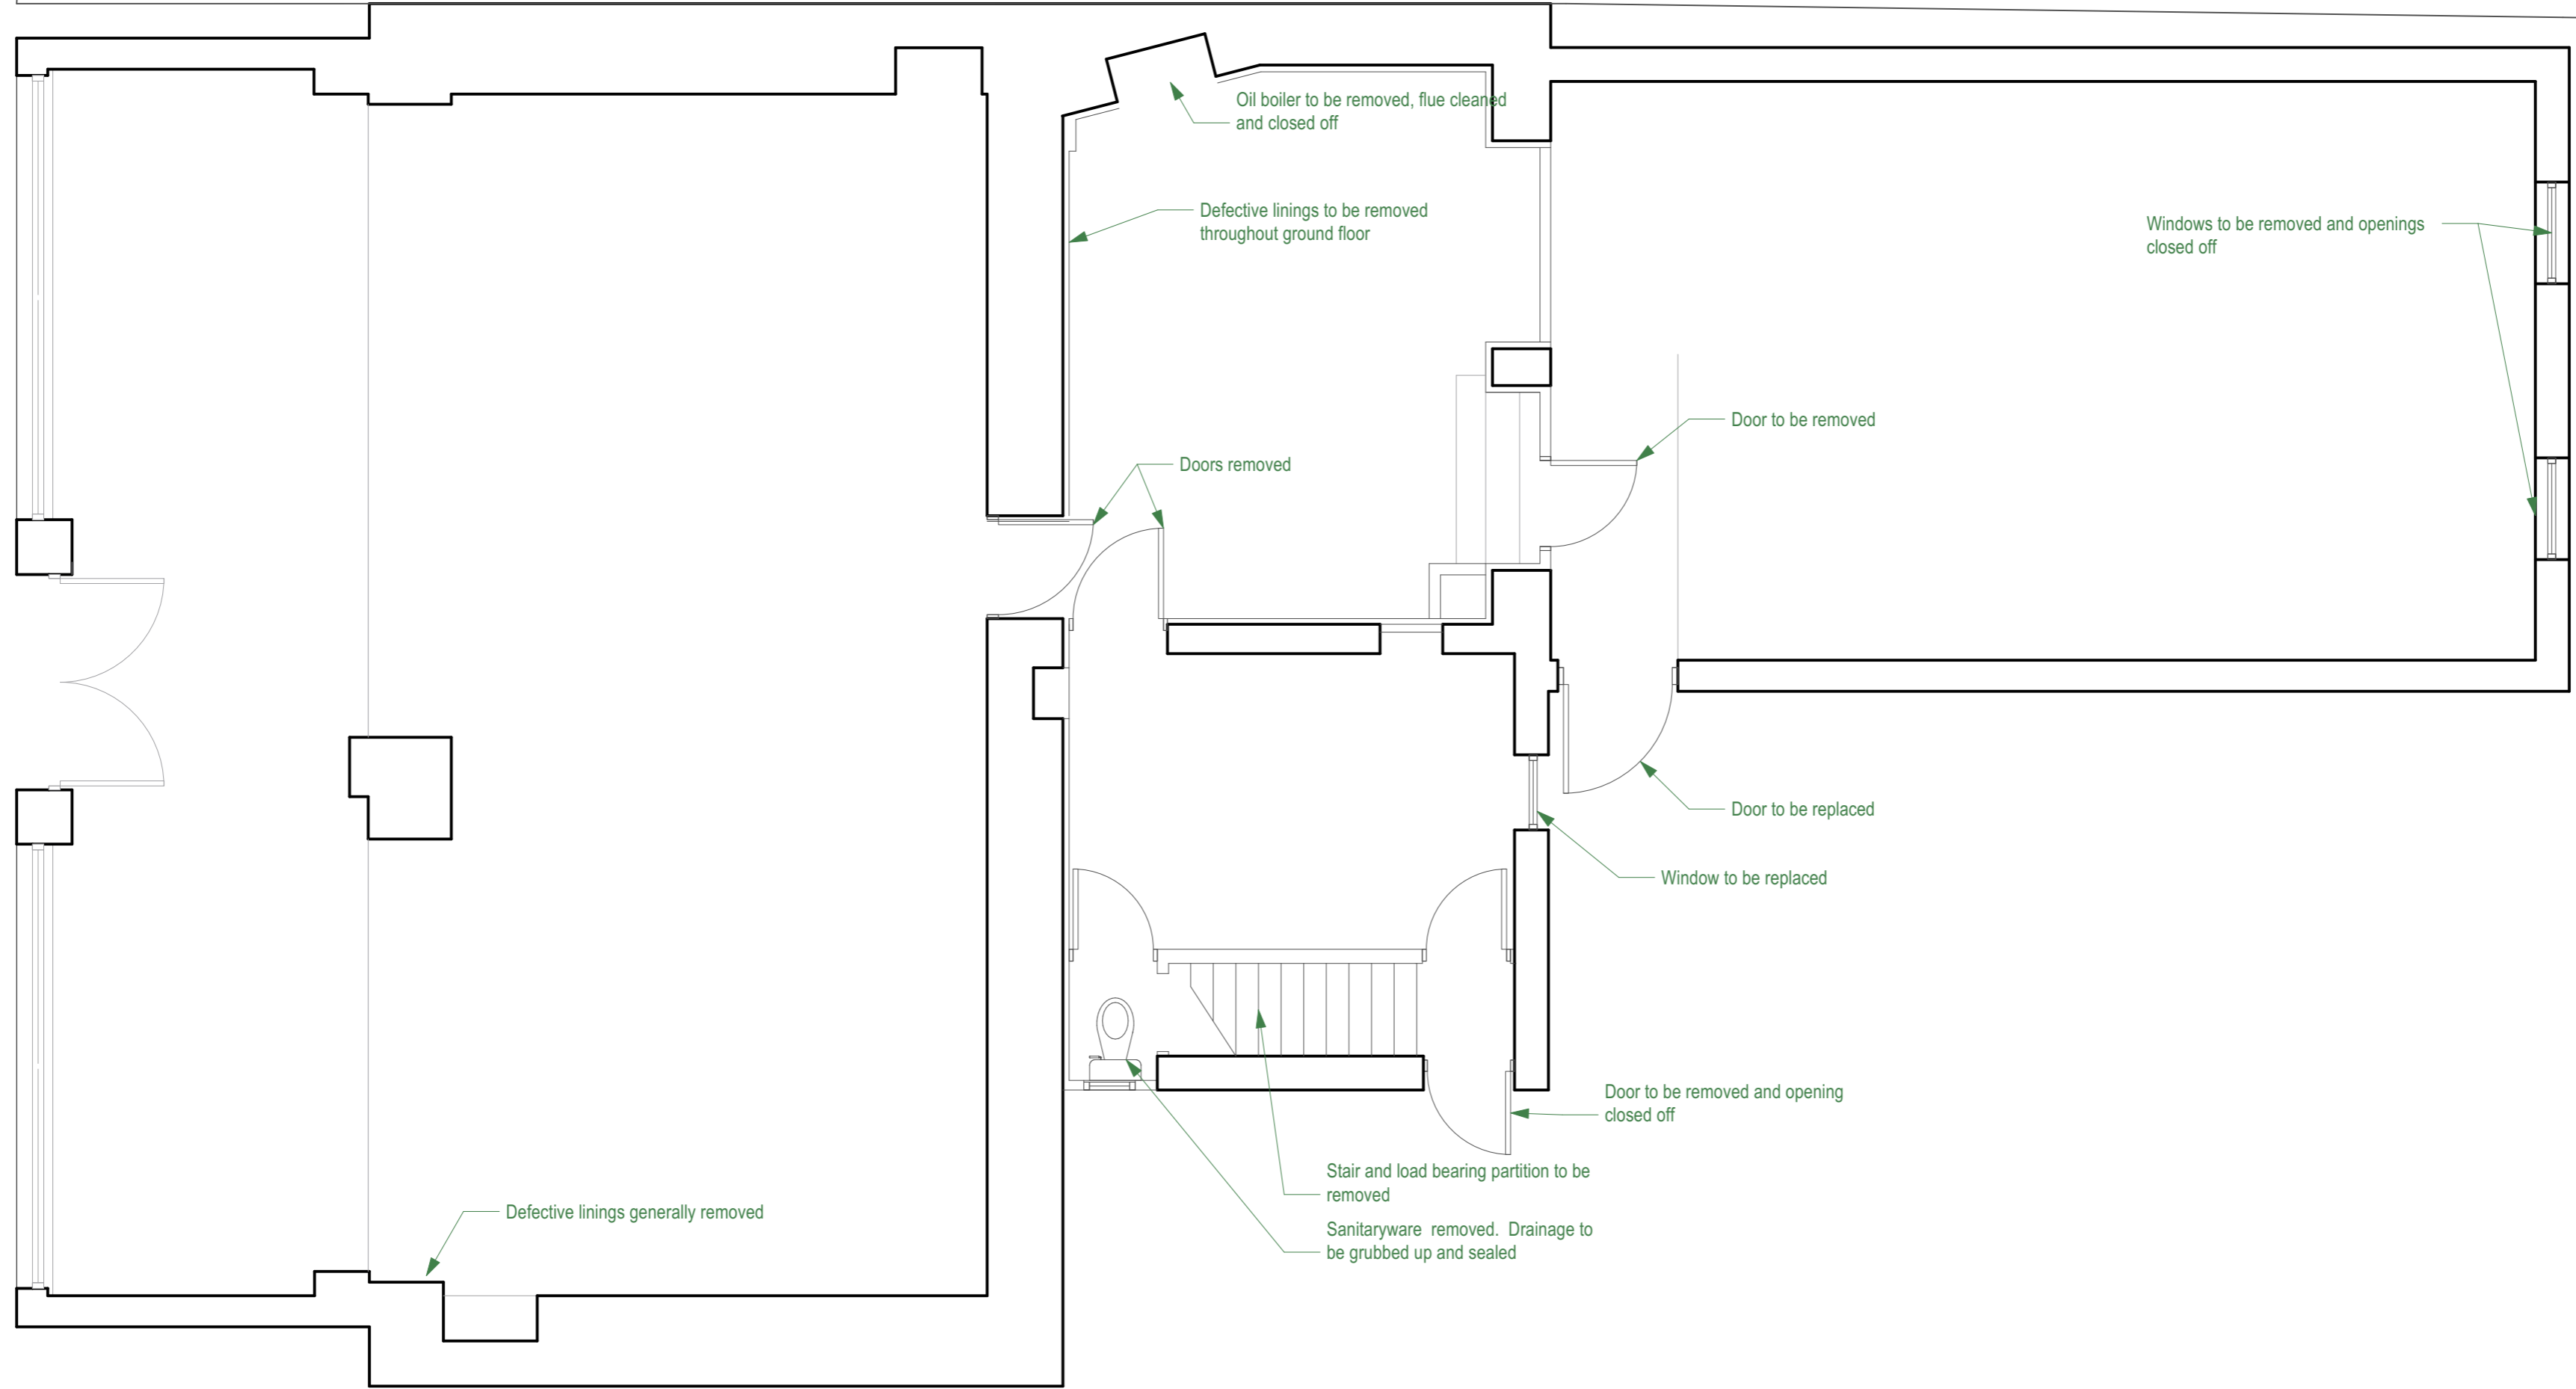 Oil boiler to be removed, flue cleaned
and closed off
Defective linings to be removed
throughout ground floor
Windows to be removed and openings
closed off
Door to be removed
Doors removed
Door to be replaced
Window to be replaced
Door to be removed and opening
closed off
Stair and load bearing partition to be
removed
Defective linings generally removed
Sanitaryware removed. Drainage to
be grubbed up and sealed